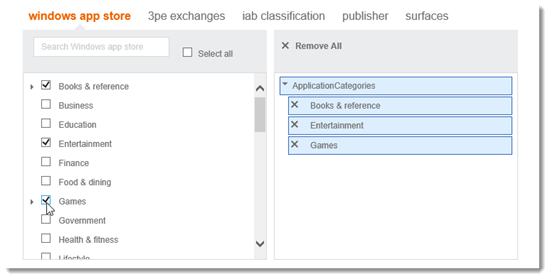 windows app store 3pe exchanges iab classification publisher surfaces
Search Windows app store
Select all
Books & reference
Business
Education
Entertainment
Finance
Food & dining
Games
Government
Health & fitness
Lifestyle
Remove All
ApplicationCategories
Books & reference
Entertainment
Games